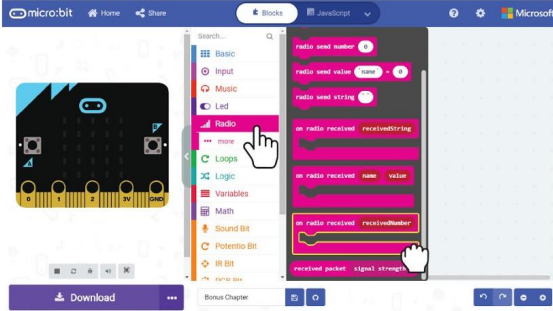 micro:bit
Home
Share
Blocks
JavaScript
Microsoft
Search...
Basic
Input
Music
Led
Radio
more
Loops
Logic
Variables
Math
Sound Bit
Potentio Bit
IR Bit
radio send number 0
radio send value "name" = 0
radio send string " "
on radio received receivedString
on radio received name value
on radio received receivedNumber
received packet signal strength
A
B
0 1 2 3V GND
Download
Bonus Chapter